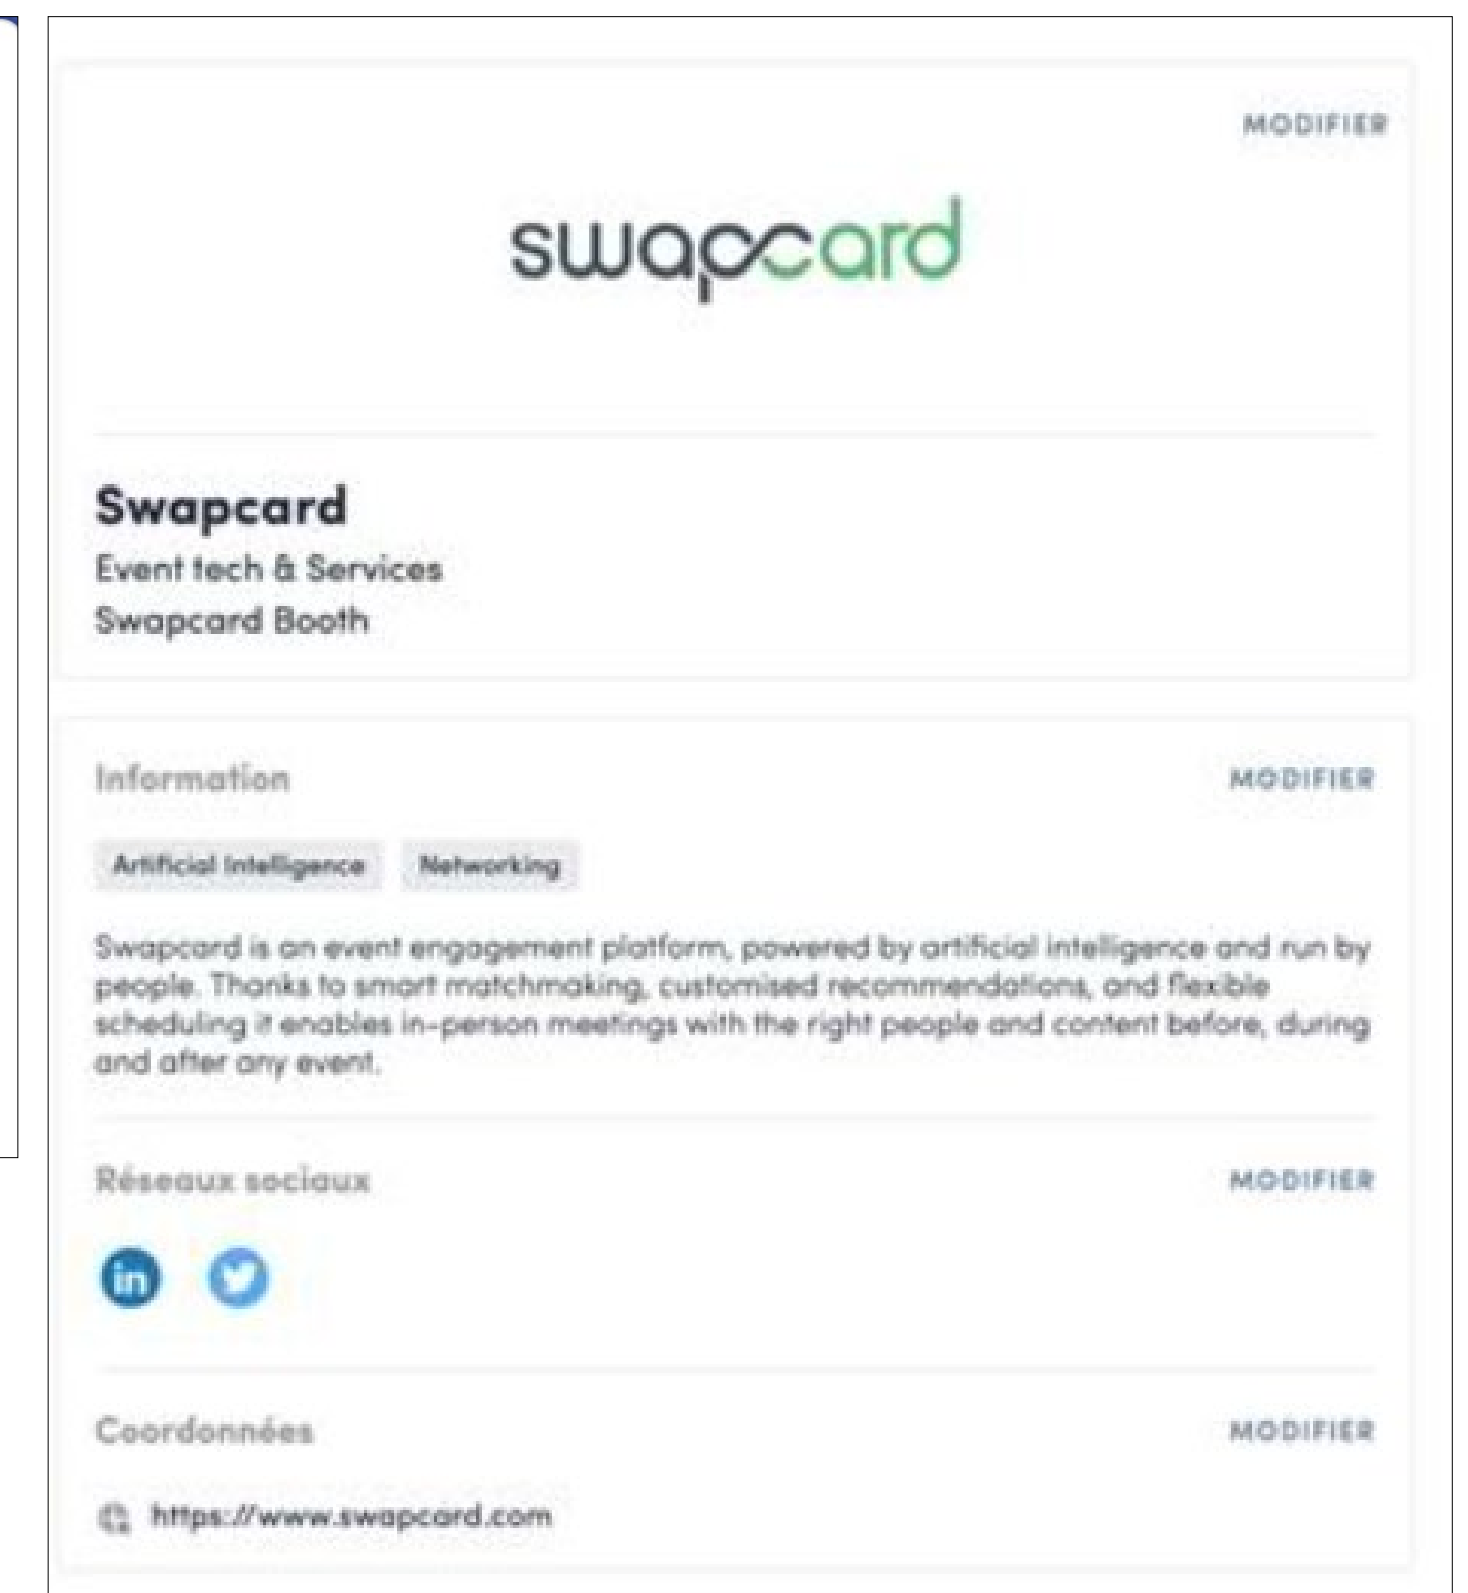 MODIFIER
swapcard
Swapcard
Event tech & Services
Swapcard Booth
Information
MODIFIER
Artificial Intelligence
Networking
Swapcard is an event engagement platform, powered by artificial intelligence and run by
people. Thanks to smart matchmaking, customised recommendations, and flexible
scheduling it enables in-person meetings with the right people and content before, during
and after any event.
Réseaux sociaux
MODIFIER
in
Coordonnées
MODIFIER
https://www.swapcard.com